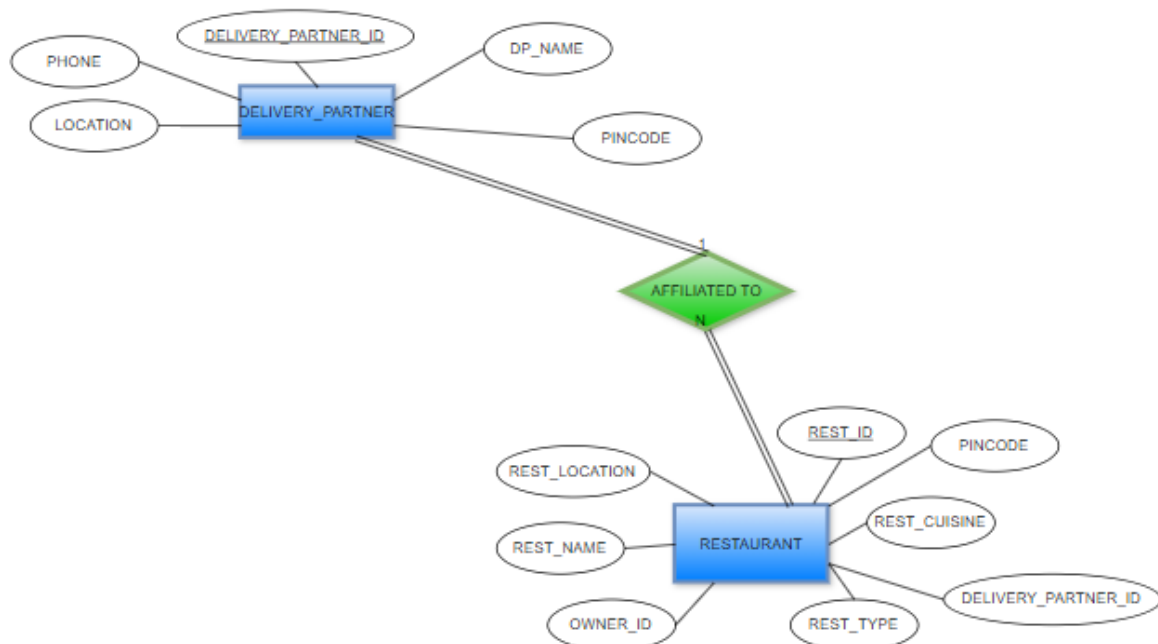 DELIVERY_PARTNER_ID
DP_NAME
PHONE
DELIVERY_PARTNER
LOCATION
PINCODE
1
AFFILIATED TO
N
REST_ID
PINCODE
REST_LOCATION
REST_CUISINE
RESTAURANT
REST_NAME
DELIVERY_PARTNER_ID
OWNER_ID
REST_TYPE